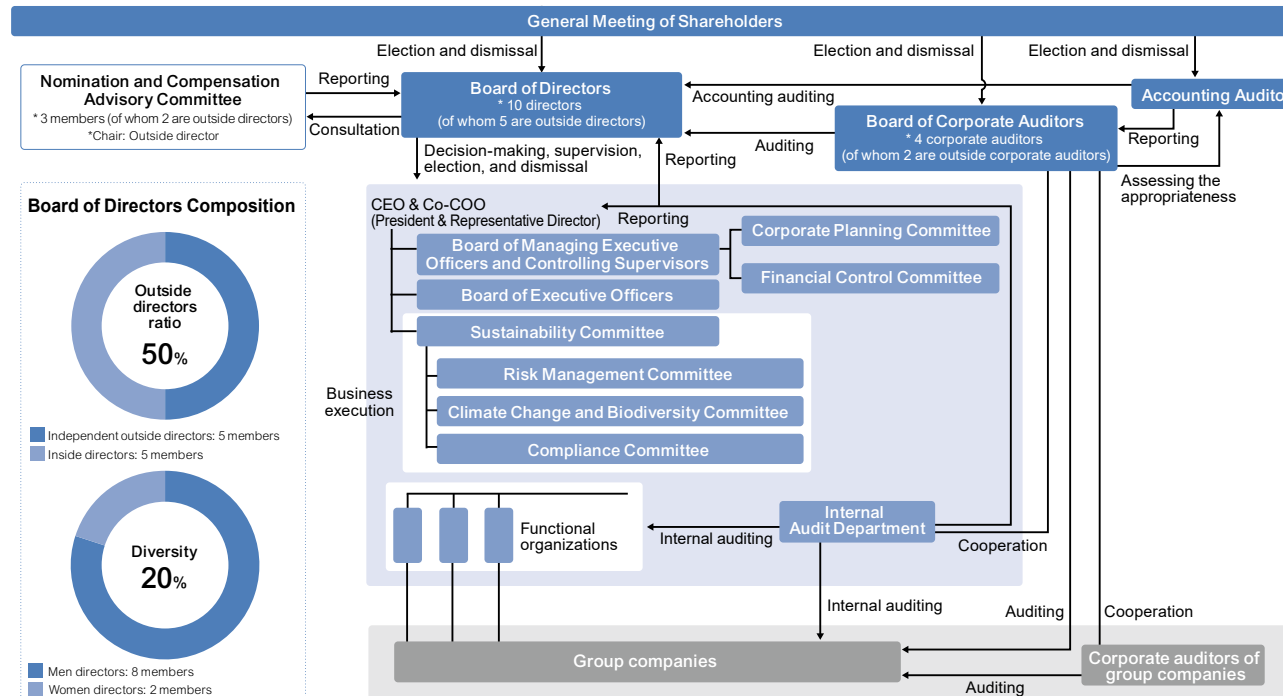 General Meeting of Shareholders
Election and dismissal
Election and dismissal
Election and dismissal
Nomination and Compensation
Advisory Committee
* 3 members (of whom 2 are outside directors)
*Chair: Outside director
Reporting
Consultation
Board of Directors
* 10 directors
(of whom 5 are outside directors)
Accounting auditing
Auditing
Accounting Auditor
Board of Corporate Auditors
* 4 corporate auditors
(of whom 2 are outside corporate auditors)
Reporting
Assessing the
appropriateness
Decision-making, supervision,
election, and dismissal
Reporting
Board of Directors Composition
Outside
directors
ratio
50%
Independent outside directors: 5 members
Inside directors: 5 members
Diversity
20%
Men directors: 8 members
Women directors: 2 members
CEO & Co-COO
(President & Representative Director)
Reporting
Board of Managing Executive
Officers and Controlling Supervisors
Corporate Planning Committee
Financial Control Committee
Board of Executive Officers
Sustainability Committee
Risk Management Committee
Climate Change and Biodiversity Committee
Compliance Committee
Business
execution
Functional
organizations
Internal auditing
Internal
Audit Department
Cooperation
Internal auditing
Auditing
Cooperation
Group companies
Corporate auditors of
group companies
Auditing